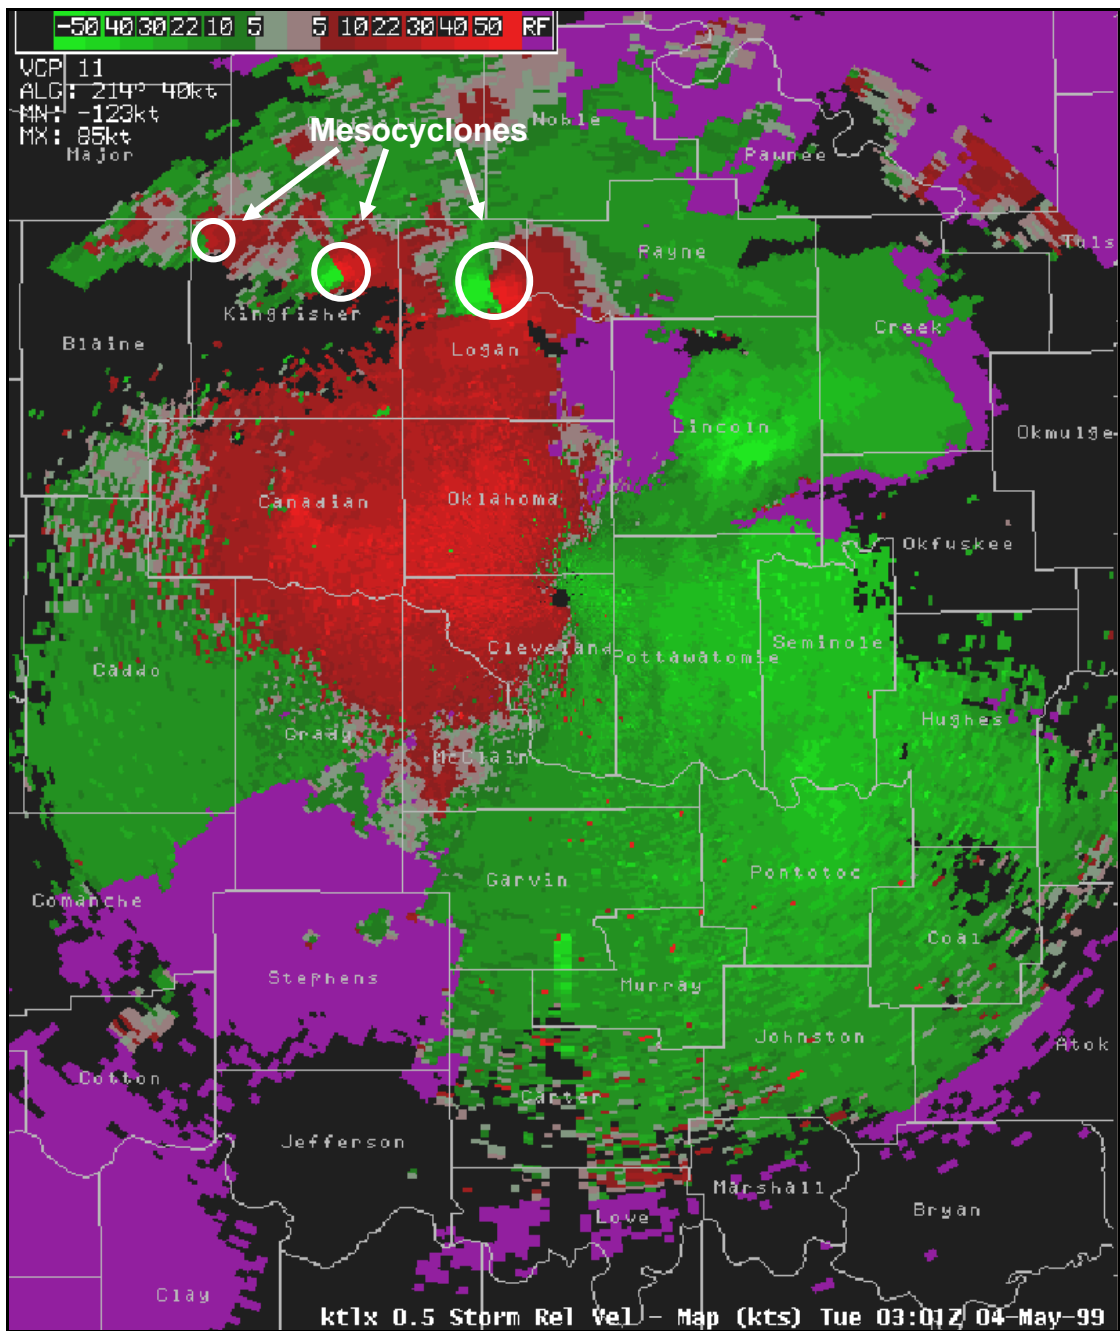 -50 40 30 22 10 5 5 10 22 30 40 50 RF
VCP 11
ALG: 214° 40kt
MN: -123kt
MX: 85kt
Mesocyclones
Noble
Major
Pawnee
Tuls
Payne
Kingfisher
Blaine
Logan
Creek
Lincoln
Okmulge
Canadian
Oklahoma
Okfuskee
Cleveland
Pottawatomie
Seminole
Caddo
Hughes
Grady
McClain
Garvin
Pontotoc
Comanche
Coal
Stephens
Murray
Johnston
Atok
Cotton
Carter
Jefferson
Marshall
Love
Bryan
Clay
ktlx 0.5 Storm Rel Vel - Map (kts) Tue 03:01Z 04-May-99